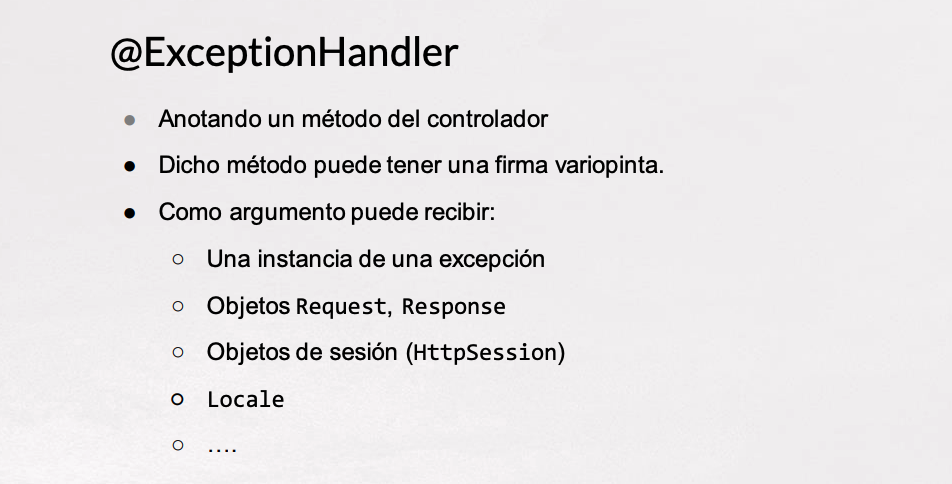 @ExceptionHandler
● Anotando un método del controlador
● Dicho método puede tener una firma variopinta.
● Como argumento puede recibir:
○ Una instancia de una excepción
○ Objetos Request, Response
○ Objetos de sesión (HttpSession)
○ Locale
○ ....